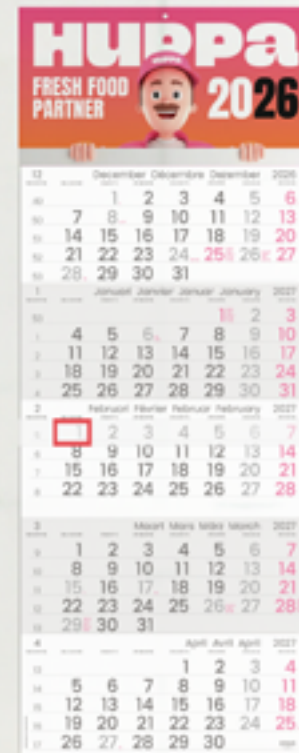 HUPPA
FRESH FOOD
PARTNER
2026
12 December Décembre Dezember 2026
1 2 3 4 5 6
7 8 9 10 11 12 13
14 15 16 17 18 19 20
21 22 23 24 25 26 27
28 29 30 31
1 Januari Janvier Januar January 2027
1 2 3
4 5 6 7 8 9 10
11 12 13 14 15 16 17
18 19 20 21 22 23 24
25 26 27 28 29 30 31
2 Februari Février Februar February 2027
1 2 3 4 5 6 7
8 9 10 11 12 13 14
15 16 17 18 19 20 21
22 23 24 25 26 27 28
3 Maart Mars März March 2027
1 2 3 4 5 6 7
8 9 10 11 12 13 14
15 16 17 18 19 20 21
22 23 24 25 26 27 28
29 30 31
4 April Avril April 2027
1 2 3 4
5 6 7 8 9 10 11
12 13 14 15 16 17 18
19 20 21 22 23 24 25
26 27 28 29 30